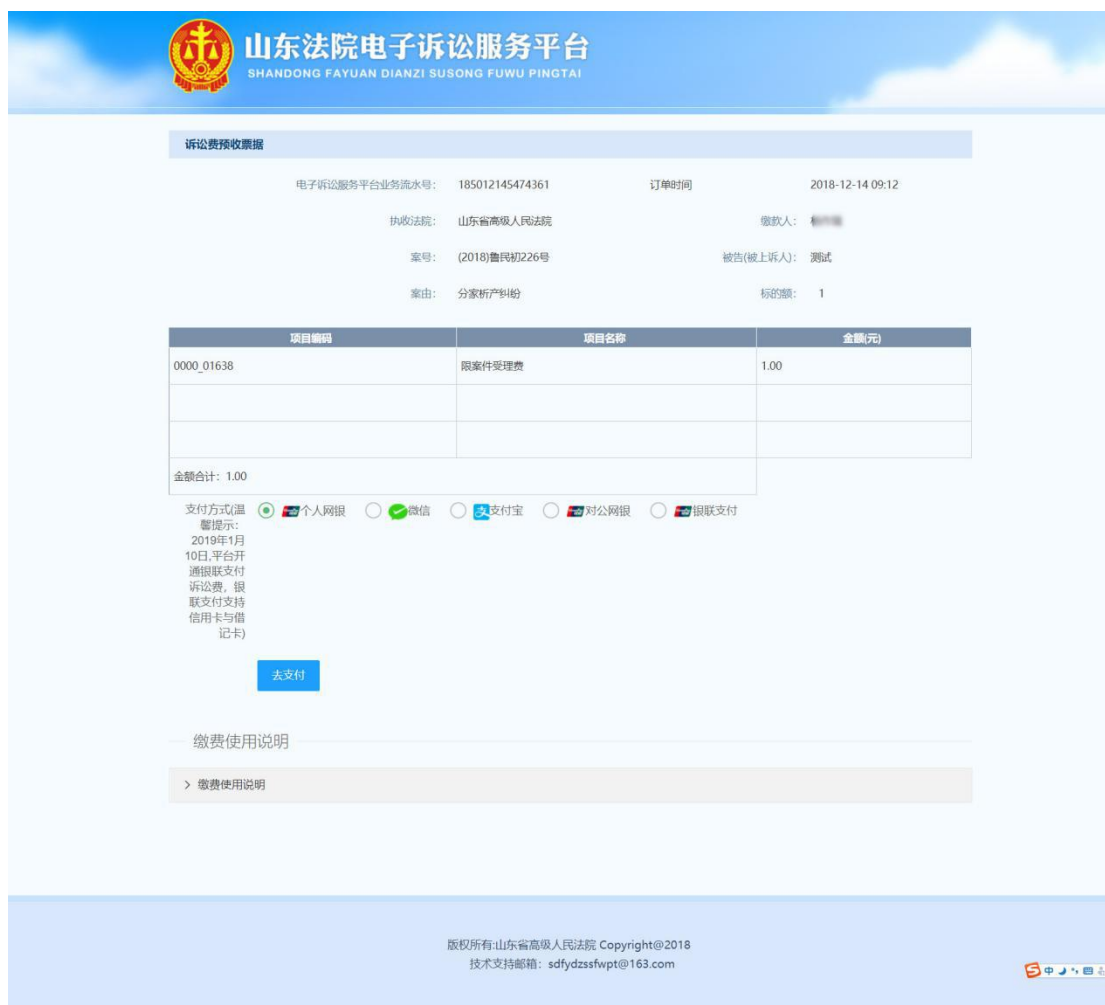 山东法院电子诉讼服务平台
SHANDONG FAYUAN DIANZI SUSONG FUWU PINGTAI
诉讼费预收票据
电子诉讼服务平台业务流水号: 185012145474361 订单时间 2018-12-14 09:12
执收法院: 山东省高级人民法院 缴款人:
案号: (2018)鲁民初226号 被告(被上诉人): 测试
案由: 分家析产纠纷 标的额: 1
项目编码 项目名称 金额(元)
0000_01638 限案件受理费 1.00
金额合计: 1.00
支付方式(温
馨提示:
2019年1月
10日,平台开
通银联支付
诉讼费, 银
联支付支持
信用卡与借
记卡)
个人网银 微信 支付宝 对公网银 银联支付
去支付
缴费使用说明
> 缴费使用说明
版权所有:山东省高级人民法院 Copyright@2018
技术支持邮箱: sdfydzssfwpt@163.com
中